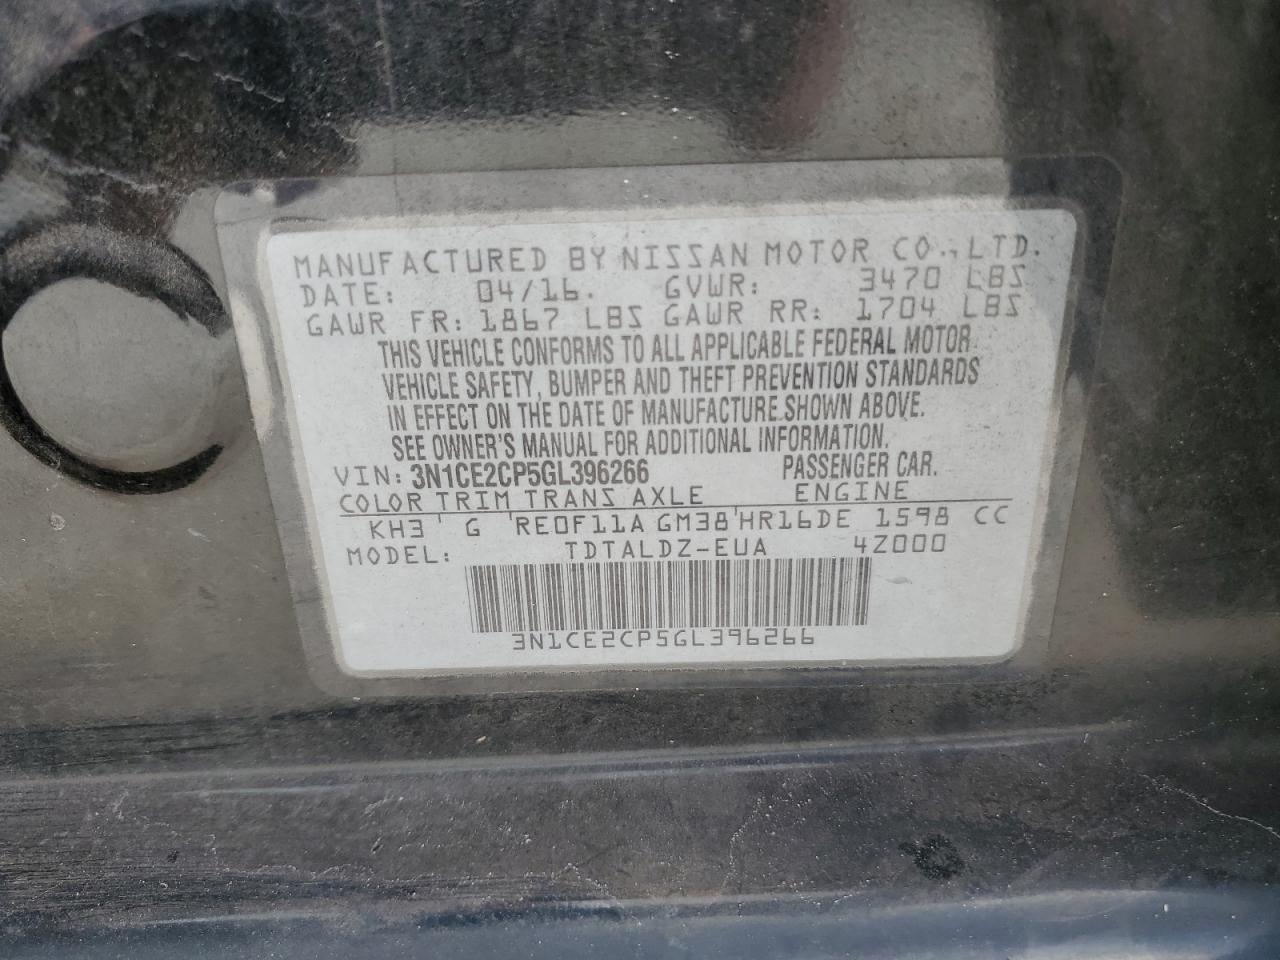 MANUFACTURED BY NISSAN MOTOR CO., LTD.
DATE: 04/16. GVWR: 3470 LBS
GAWR FR: 1867 LBS GAWR RR: 1704 LBS
THIS VEHICLE CONFORMS TO ALL APPLICABLE FEDERAL MOTOR
VEHICLE SAFETY, BUMPER AND THEFT PREVENTION STANDARDS
IN EFFECT ON THE DATE OF MANUFACTURE SHOWN ABOVE.
SEE OWNER'S MANUAL FOR ADDITIONAL INFORMATION.
VIN: 3N1CE2CP5GL396266 PASSENGER CAR.
COLOR TRIM TRANS AXLE ENGINE
KH3 G RE0F11A GM38 HR16DE 1598 CC
MODEL: TDTALDZ-EUA 4Z000
3N1CE2CP5GL396266